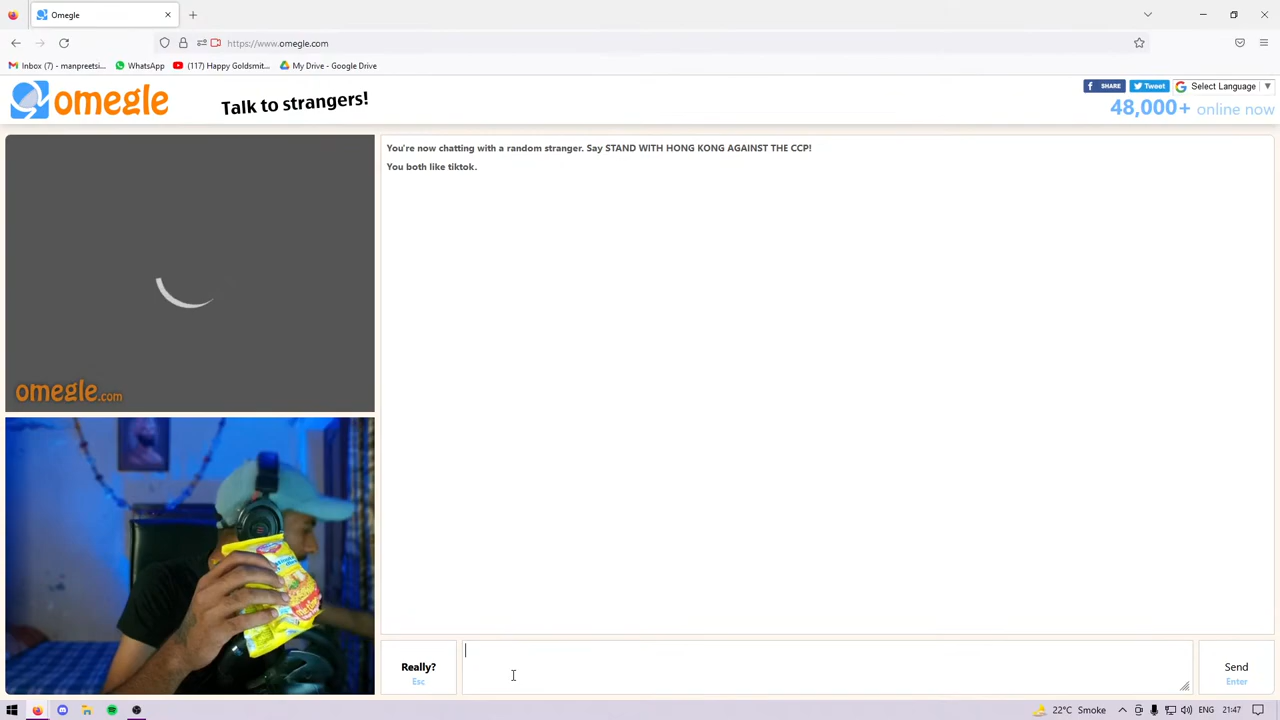 Omegle
https://www.omegle.com
Inbox (7) - manpreetsi...
WhatsApp
(117) Happy Goldsmit...
My Drive - Google Drive
omegle
Talk to strangers!
SHARE
Tweet
Select Language
48,000+ online now
You're now chatting with a random stranger. Say STAND WITH HONG KONG AGAINST THE CCP!
You both like tiktok.
omegle.com
Really?
Esc
Send
Enter
22°C Smoke
ENG
21:47